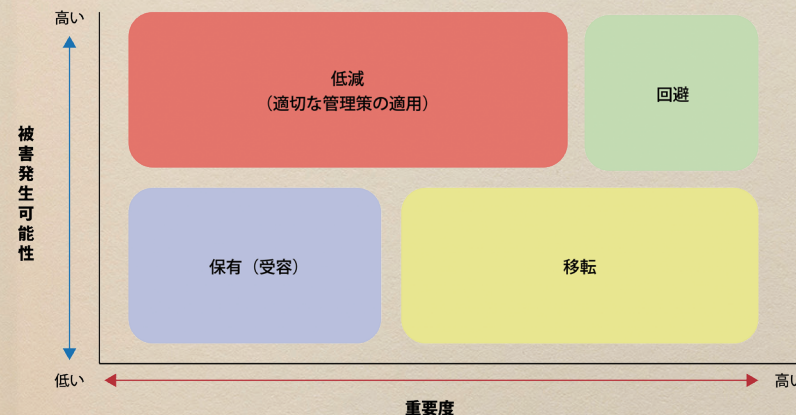 高い
低減
（適切な管理策の適用）
回避
被害発生可能性
保有（受容）
移転
低い
高い
重要度